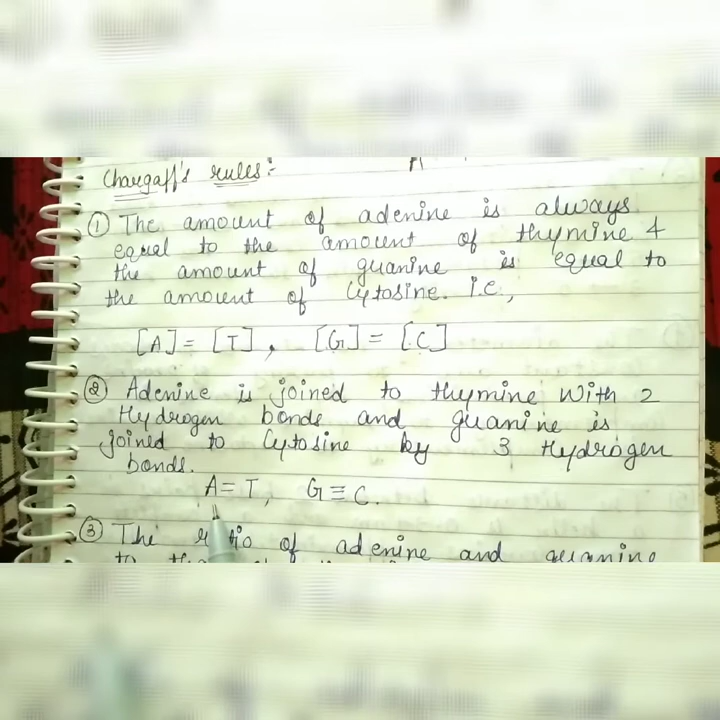 Chargaff's rules:-
① The amount of adenine is always
equal to the amount of thymine &
the amount of guanine is equal to
the amount of Cytosine. i.e.,
[A] = [T], [G] = [C]
② Adenine is joined to thymine with 2
Hydrogen bonds and guanine is
joined to Cytosine by 3 Hydrogen
bonds.
A = T, G ≡ C.
③ The of adenine and guanine
to